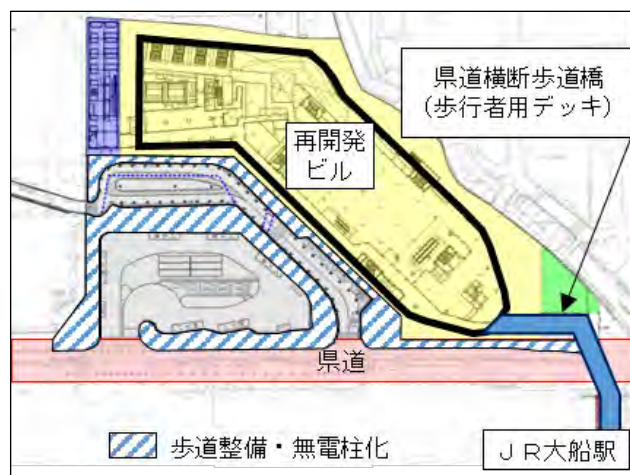 県道横断歩道橋
(歩行者用デッキ)
再開発
ビル
県道
歩道整備・無電柱化
ＪＲ大船駅